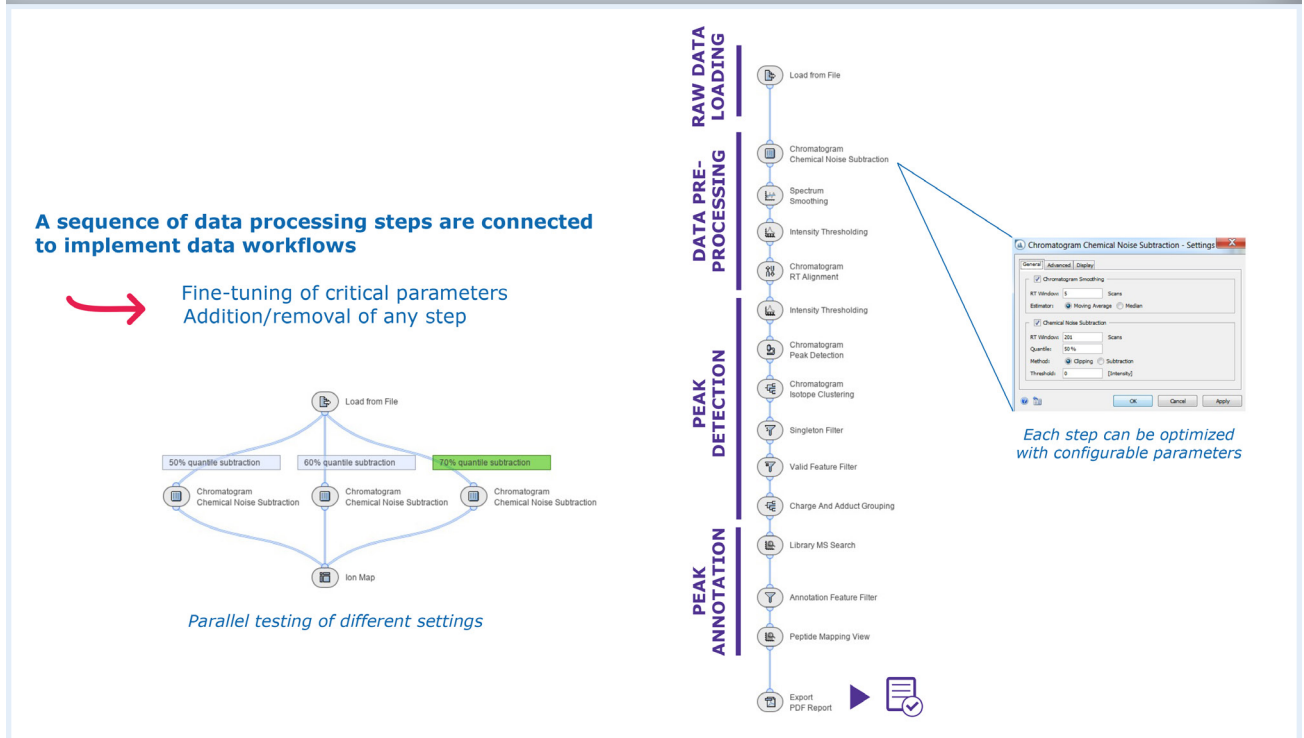 A sequence of data processing steps are connected
to implement data workflows
Fine-tuning of critical parameters
Addition/removal of any step
Load from File
50% quantile subtraction
60% quantile subtraction
70% quantile subtraction
Chromatogram
Chemical Noise Subtraction
Chromatogram
Chemical Noise Subtraction
Chromatogram
Chemical Noise Subtraction
Ion Map
Parallel testing of different settings
RAW DATA
LOADING
Load from File
DATA PRE-
PROCESSING
Chromatogram
Chemical Noise Subtraction
Spectrum
Smoothing
Intensity Thresholding
Chromatogram
RT Alignment
PEAK
DETECTION
Intensity Thresholding
Chromatogram
Peak Detection
Chromatogram
Isotope Clustering
Singleton Filter
Valid Feature Filter
Charge And Adduct Grouping
PEAK
ANNOTATION
Library MS Search
Annotation Feature Filter
Peptide Mapping View
Export
PDF Report
Chromatogram Chemical Noise Subtraction - Settings
General Advanced Display
Chromatogram Smoothing
RT Window: 5 Scans
Estimator: Moving Average Median
Chemical Noise Subtraction
RT Window: 201 Scans
Quantile: 50 %
Method: Clipping Subtraction
Threshold: 0 [Intensity]
OK Cancel Apply
Each step can be optimized
with configurable parameters